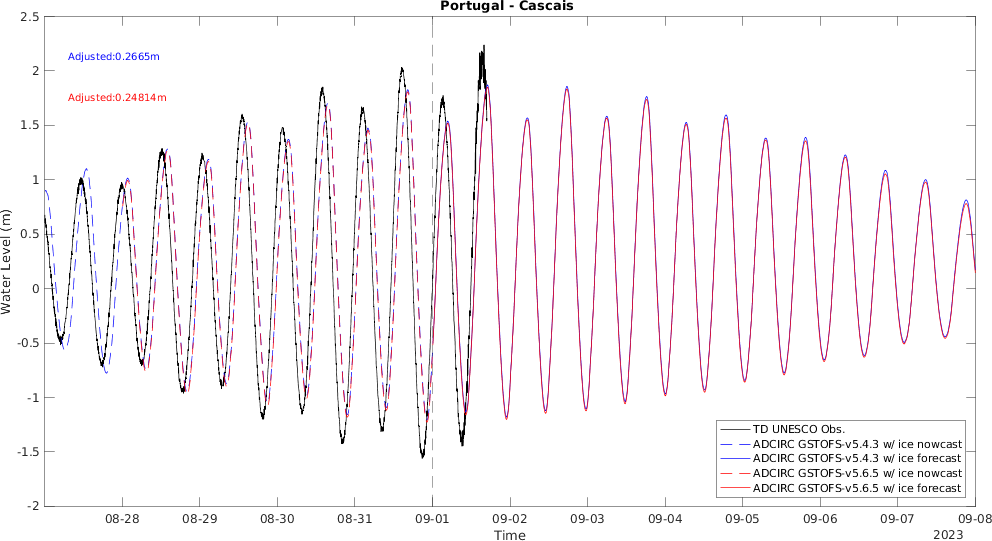 Portugal - Cascais
2.5
2
1.5
1
0.5
0
-0.5
-1
-1.5
-2
Water Level (m)
Adjusted:0.2665m
Adjusted:0.24814m
TD UNESCO Obs.
ADCIRC GSTOFS-v5.4.3 w/ ice nowcast
ADCIRC GSTOFS-v5.4.3 w/ ice forecast
ADCIRC GSTOFS-v5.6.5 w/ ice nowcast
ADCIRC GSTOFS-v5.6.5 w/ ice forecast
08-28 08-29 08-30 08-31 09-01 09-02 09-03 09-04 09-05 09-06 09-07 09-08
Time
2023